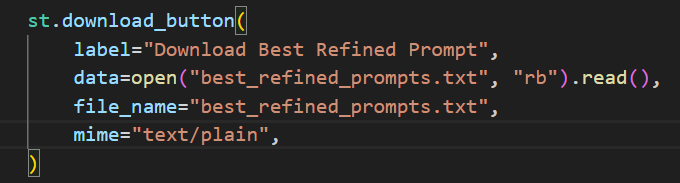 st.download_button(
    label="Download Best Refined Prompt",
    data=open("best_refined_prompts.txt", "rb").read(),
    file_name="best_refined_prompts.txt",
    mime="text/plain",
)